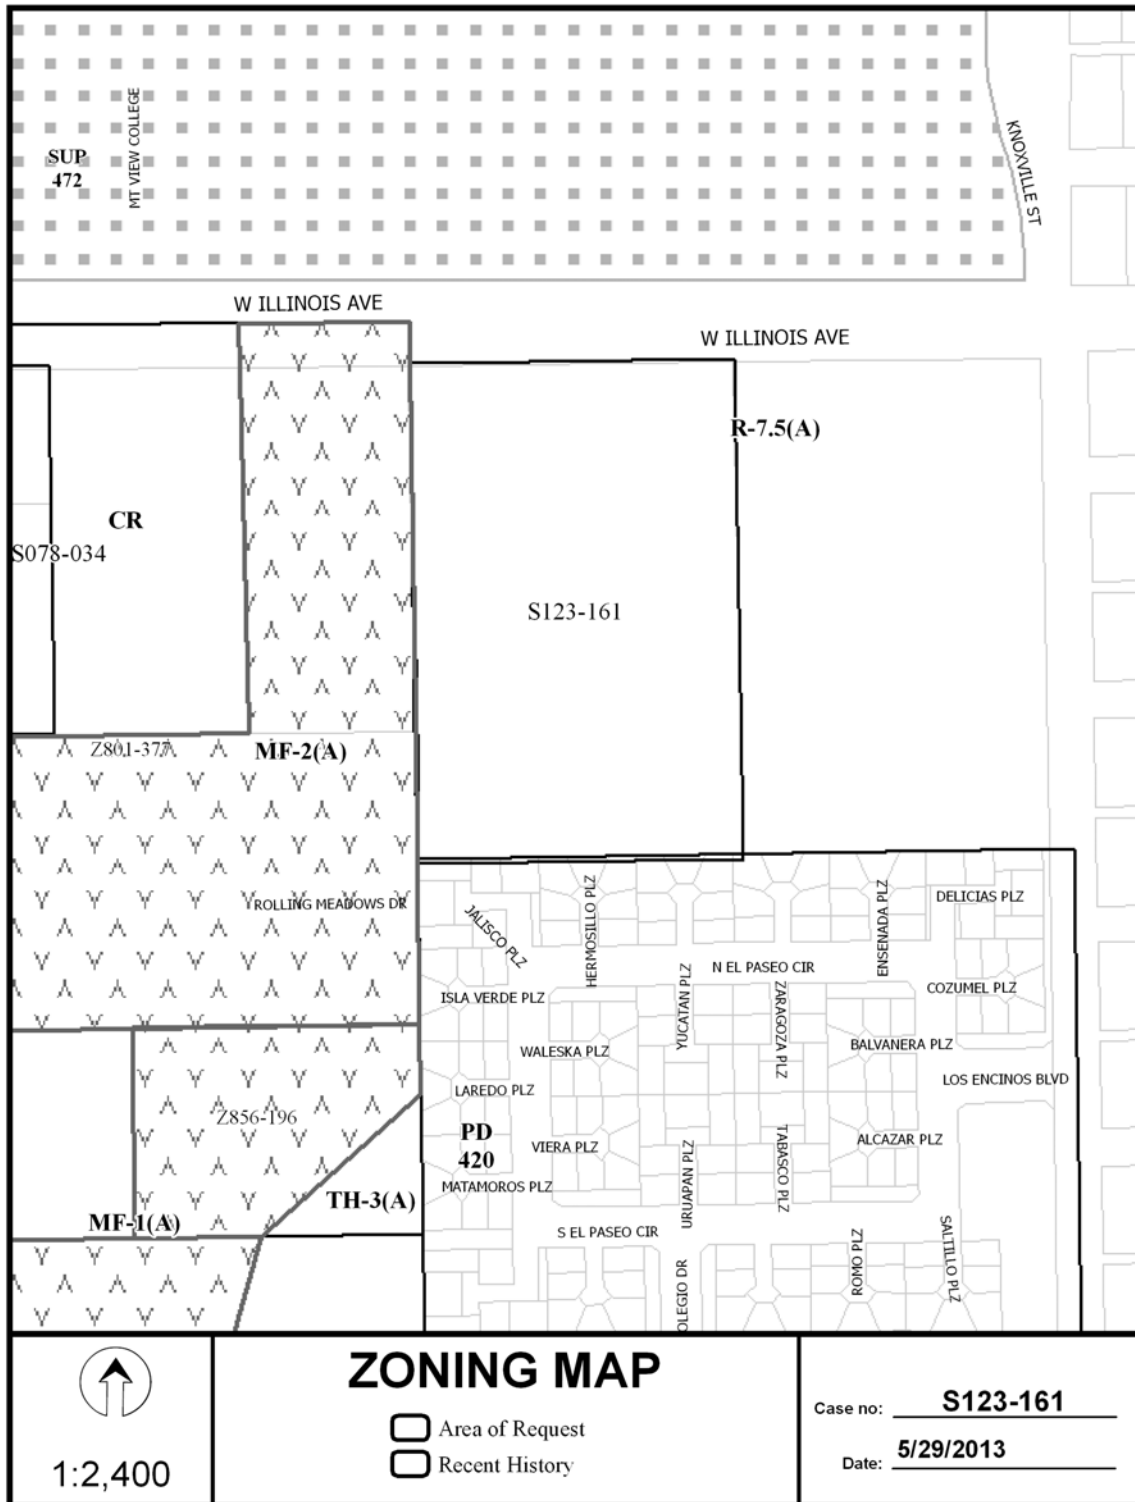 SUP
472
MT VIEW COLLEGE
KNOXVILLE ST
W ILLINOIS AVE
W ILLINOIS AVE
R-7.5(A)
CR
S078-034
S123-161
Z801-377
MF-2(A)
ROLLING MEADOWS DR
JALISCO PLZ
HERMOSILLO PLZ
ENSENADA PLZ
DELICIAS PLZ
N EL PASEO CIR
ISLA VERDE PLZ
YUCATAN PLZ
ZARAGOZA PLZ
COZUMEL PLZ
WALESKA PLZ
BALVANERA PLZ
LAREDO PLZ
LOS ENCINOS BLVD
Z856-196
PD
420
VIERA PLZ
URUAPAN PLZ
TABASCO PLZ
ALCAZAR PLZ
MATAMOROS PLZ
TH-3(A)
MF-1(A)
S EL PASEO CIR
OLEGIO DR
ROMO PLZ
SALTILLO PLZ
1:2,400
ZONING MAP
Area of Request
Recent History
Case no: S123-161
Date: 5/29/2013